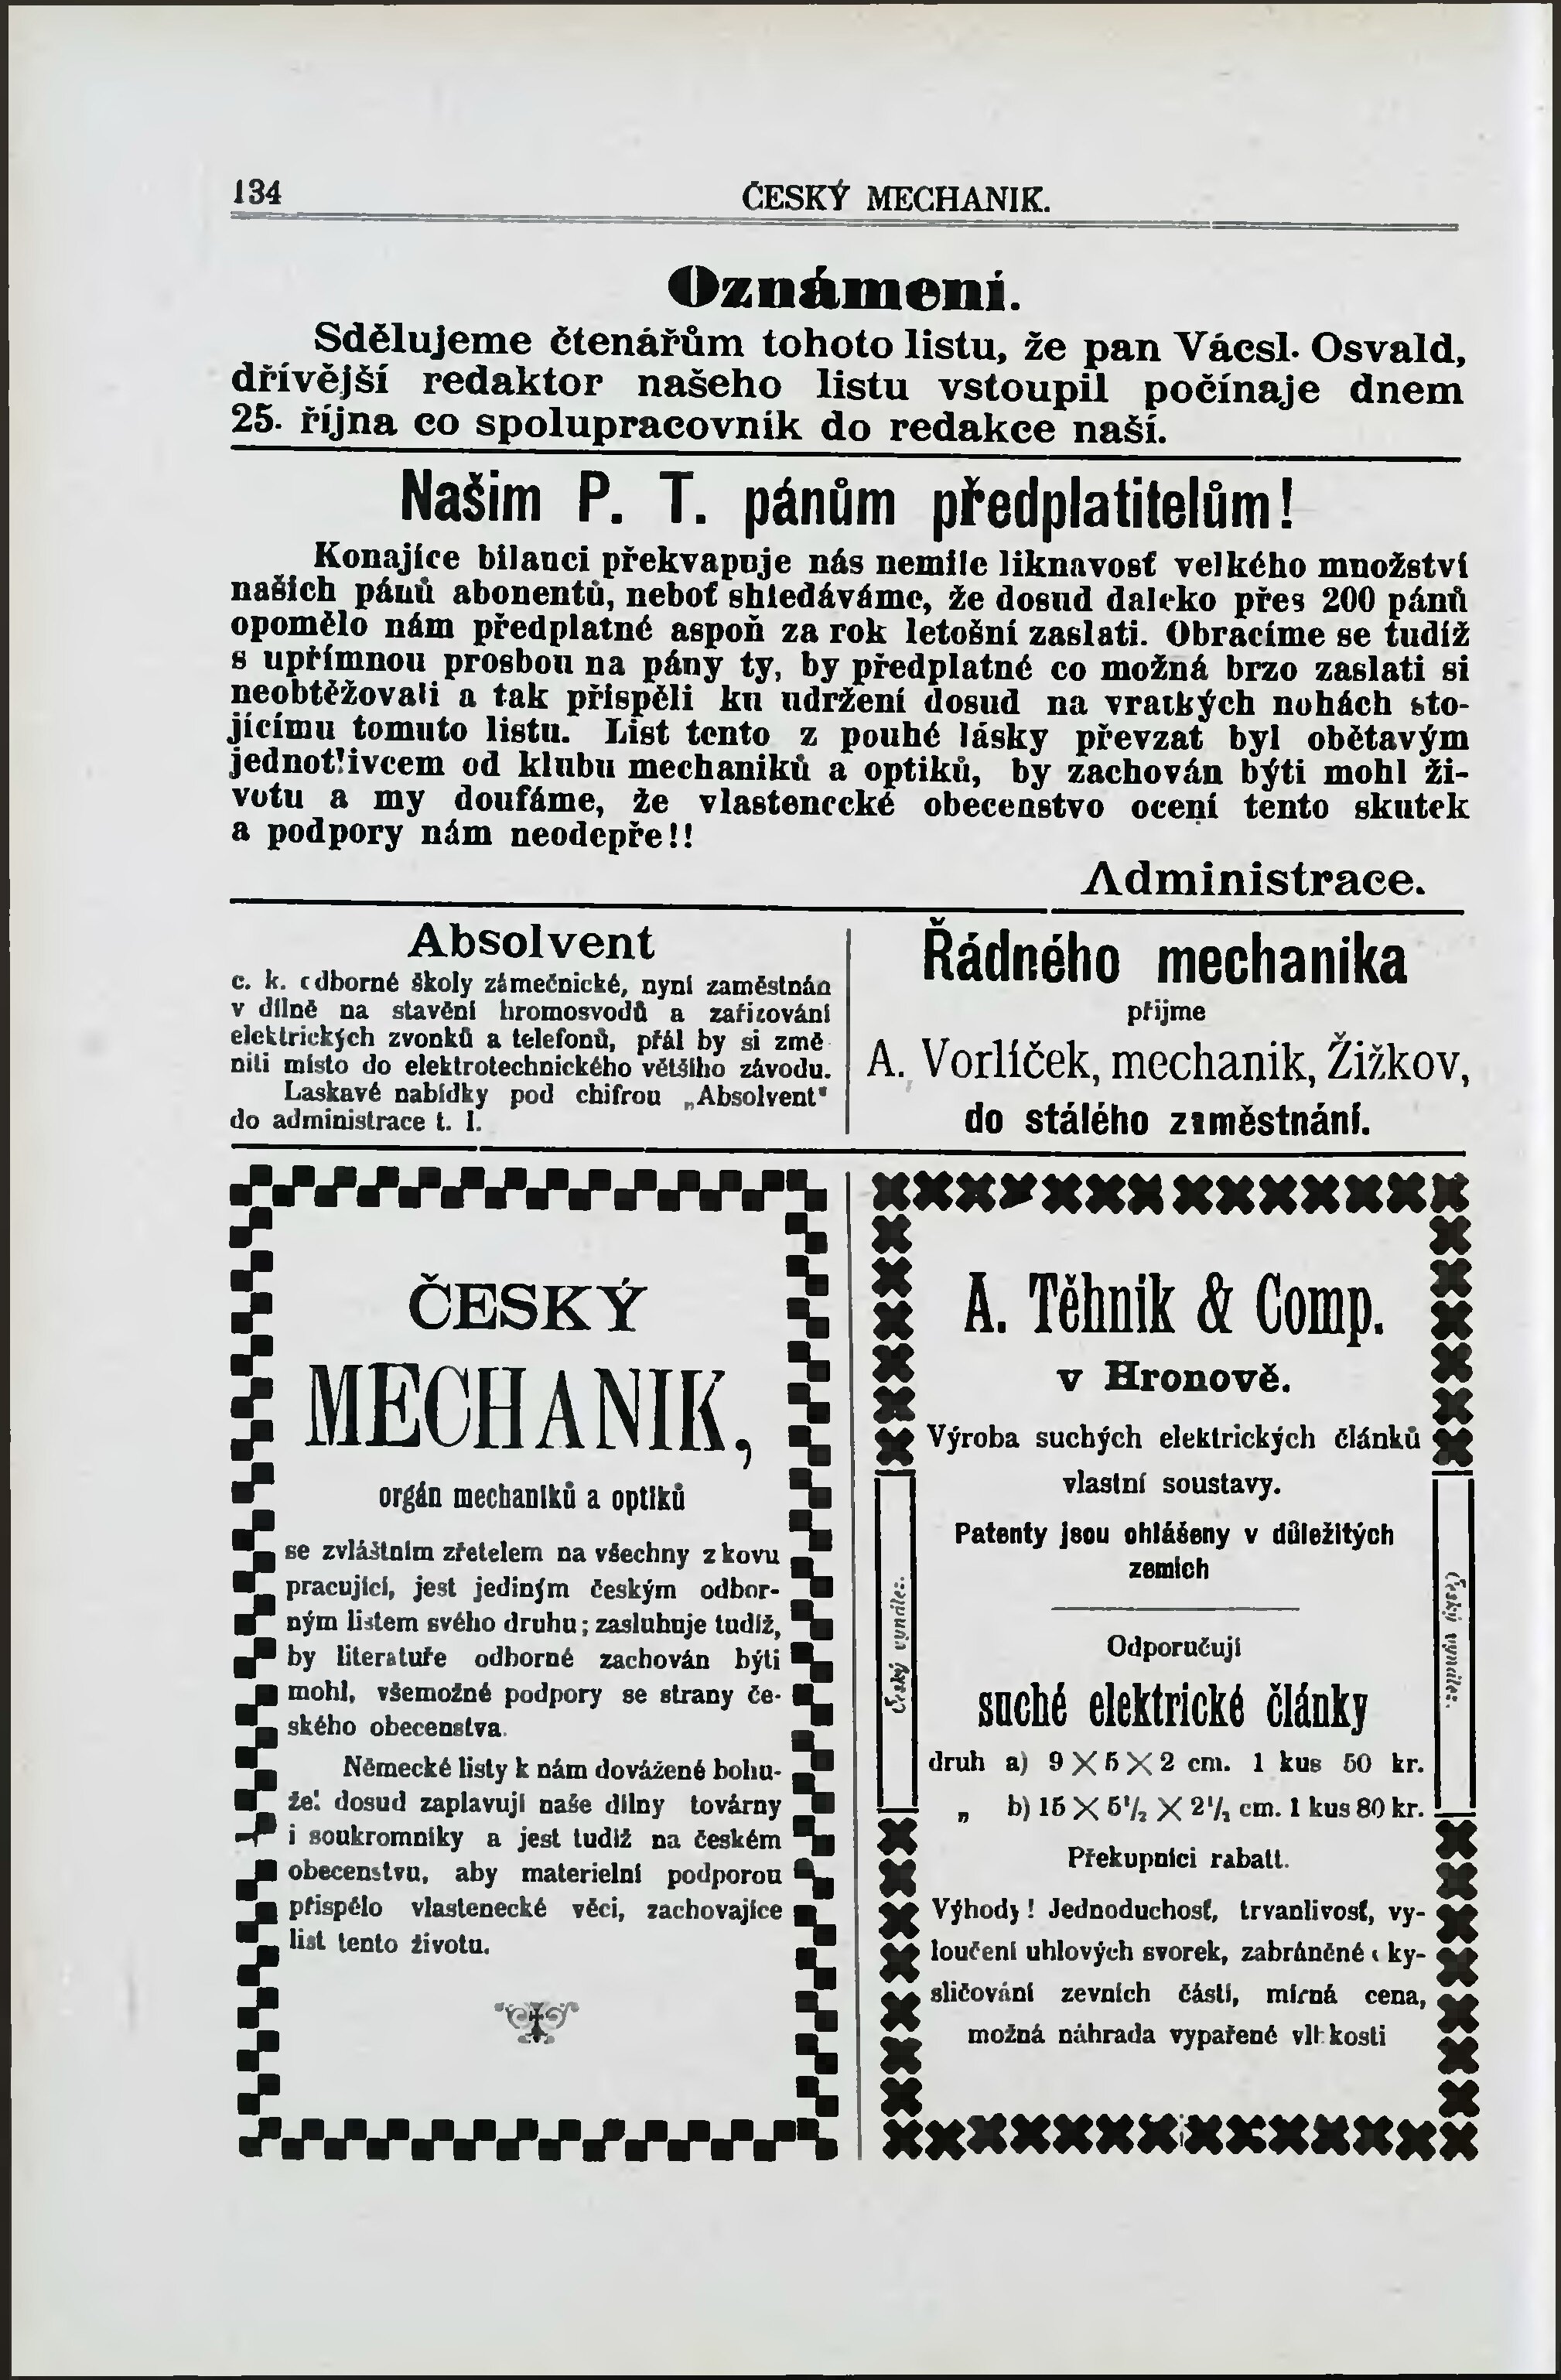 134
ČESKÝ MECHANIK.
Oznámení.
Sdělujeme čtenářům tohoto listu, že pan Vácsl. Osvald,
dřívější redaktor našeho listu vstoupil počínaje dnem
25. října co spolupracovník do redakce naší.
Našim P. T. pánům předplatitelům!
Konajíce bilanci překvapuje nás nemile liknavosť velkého množství
našich pánů abonentů, neboť shledáváme, že dosud daleko přes 200 pánů
opomělo nám předplatné aspoň za rok letošní zaslati. Obracíme se tudíž
s upřímnou prosbou na pány ty, by předplatné co možná brzo zaslati si
neobtěžovali a tak přispěli ku udržení dosud na vratkých nohách sto-
jícímu tomuto listu. List tento z pouhé lásky převzat byl obětavým
jednotlivcem od klubu mechaniků a optiků, by zachován býti mohl ži-
votu a my doufáme, že vlastenecké obecenstvo ocení tento skutek
a podpory nám neodepře!!
Administrace.
Absolvent
c. k. odborné školy zámečnické, nyní zaměstnán
v dílně na stavění hromosvodů a zařizování
elektrických zvonků a telefonů, přál by si změ-
niti místo do elektrotechnického většího závodu.
Laskavé nabídky pod chifrou „Absolvent“
do administrace t. l.
Řádného mechanika
přijme
A. Vorlíček, mechanik, Žižkov,
do stálého zaměstnání.
ČESKÝ
MECHANIK,
orgán mechaniků a optiků
se zvláštním zřetelem na všechny z kovu
pracující, jest jediným českým odbor-
ným listem svého druhu; zasluhuje tudíž,
by literatuře odborné zachován býti
mohl, všemožné podpory se strany če-
ského obecenstva.
Německé listy k nám dovážené bohu-
žel dosud zaplavují naše dílny továrny
i soukromníky a jest tudíž na českém
obecenstvu, aby materielní podporou
přispělo vlastenecké věci, zachovajíce
list tento životu.
A. Těhnik & Comp.
v Hronově.
Výroba suchých elektrických článků
vlastní soustavy.
Patenty jsou ohlášeny v důležitých
zemích
Český vynález.
Český vynález.
Odporučují
suché elektrické články
druh a) 9 X 5 X 2 cm. 1 kus 50 kr.
„ b) 15 X 5½ X 2½ cm. 1 kus 80 kr.
Překupníci rabatt.
Výhody! Jednoduchosť, trvanlivosť, vy-
loučení uhlových svorek, zabráněné o ky-
sličování zevních částí, mírná cena,
možná náhrada vypařené vlhkosti